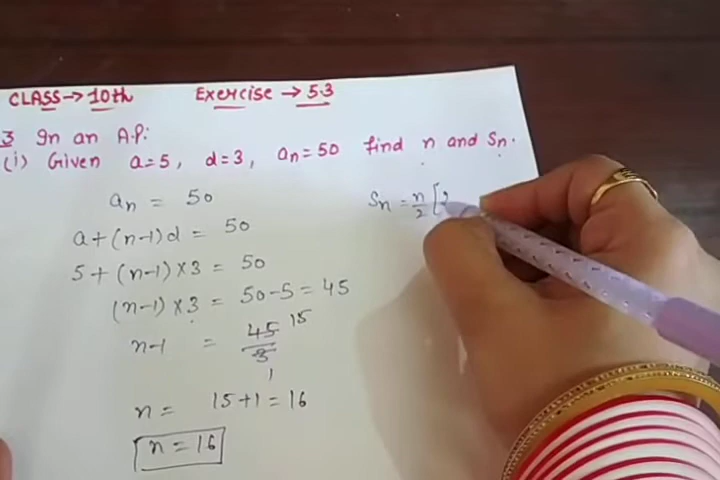 CLASS → 10th Exercise → 5.3
3 In an A.P:
(i) Given a=5, d=3, an=50 find n and Sn.
an = 50
a+(n-1)d = 50
5+(n-1)×3 = 50
(n-1)×3 = 50-5 = 45
n-1 = 45/3 15
1
n = 15+1 = 16
n = 16
Sn = n/2 [2